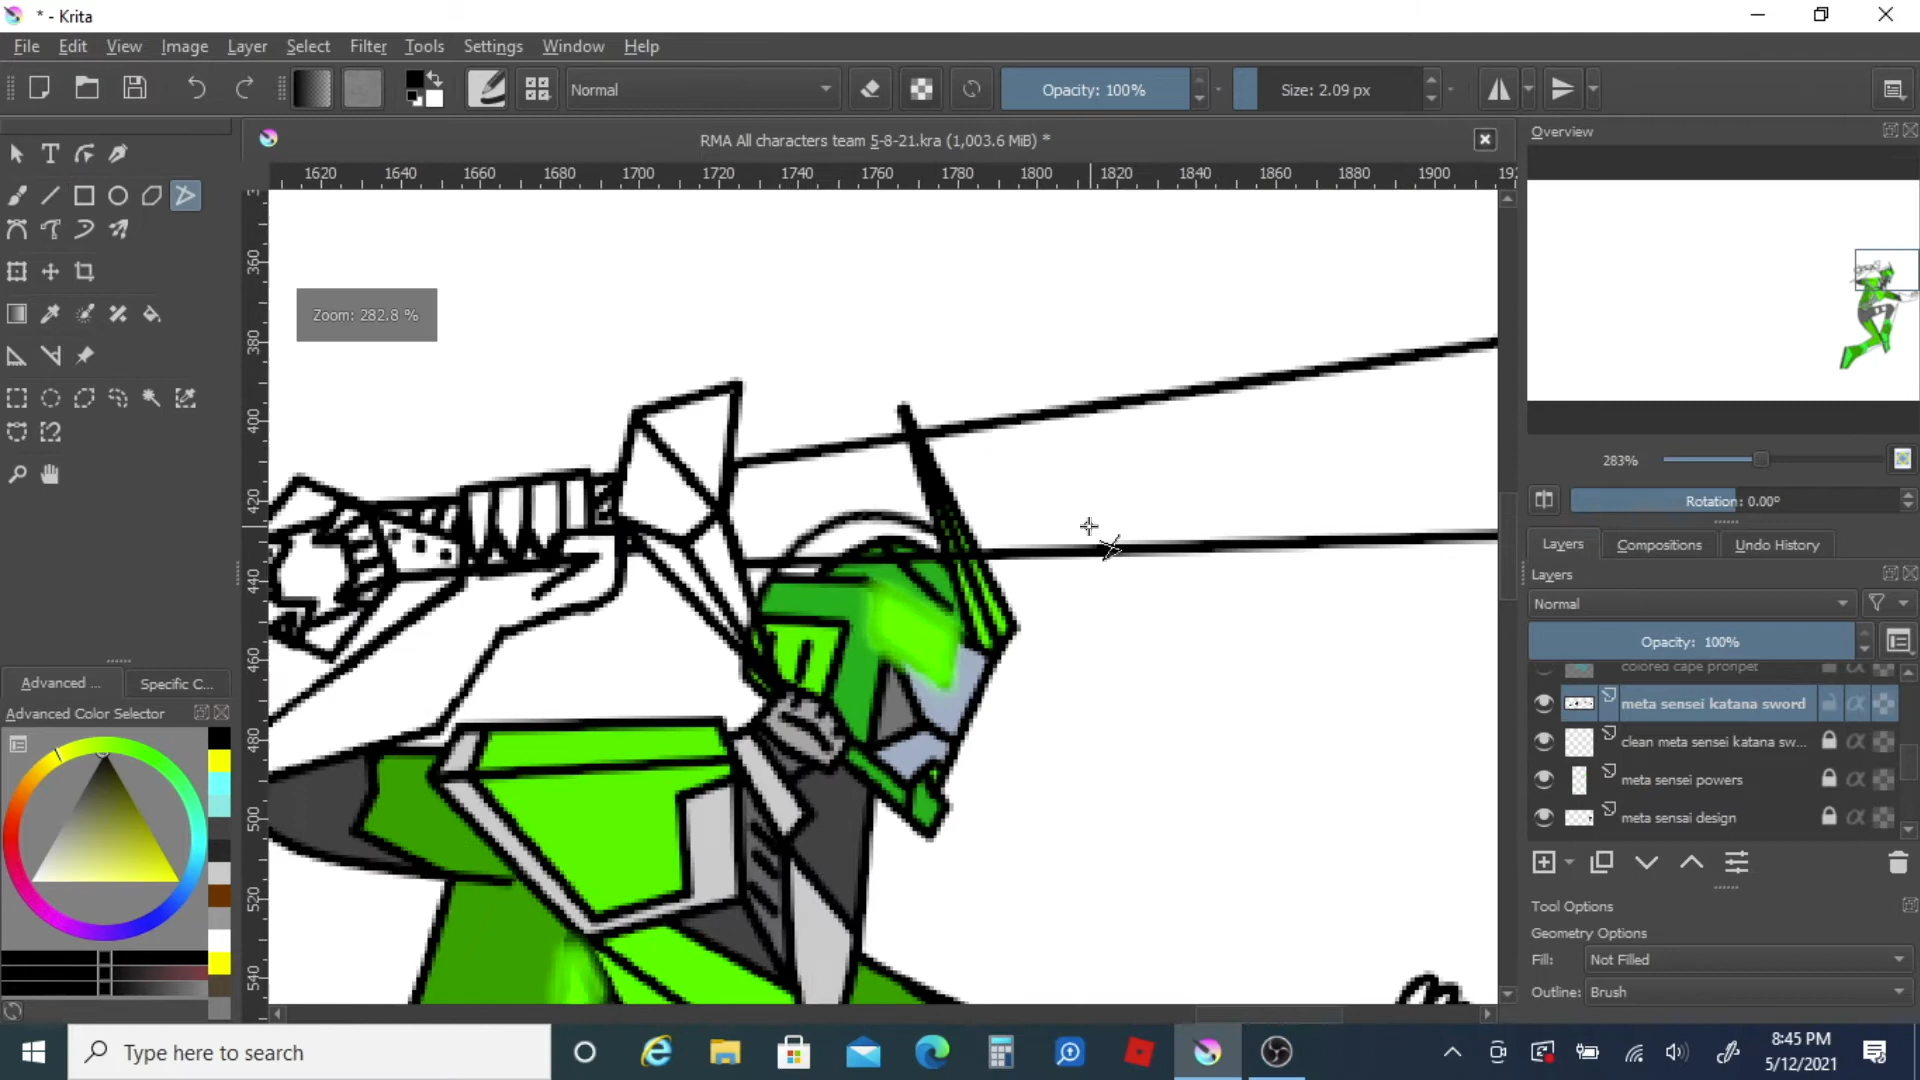 * - Krita
File Edit View Image Layer Select Filter Tools Settings Window Help
Normal Opacity: 100% Size: 2.09 px
RMA All characters team 5-8-21.kra (1,003.6 MiB) *
1620 1640 1660 1680 1700 1720 1740 1760 1780 1800 1820 1840 1860 1880 1900
360
380
400
420
440
460
480
500
520
540
Zoom: 282.8 %
Overview
283%
Rotation: 0.00°
Layers Compositions Undo History
Layers
Normal
Opacity: 100%
colored cape pronpet
meta sensei katana sword
clean meta sensei katana sw...
meta sensei powers
meta sensai design
Tool Options
Geometry Options
Fill: Not Filled
Outline: Brush
Advanced ... Specific C...
Advanced Color Selector
Type here to search
8:45 PM
5/12/2021